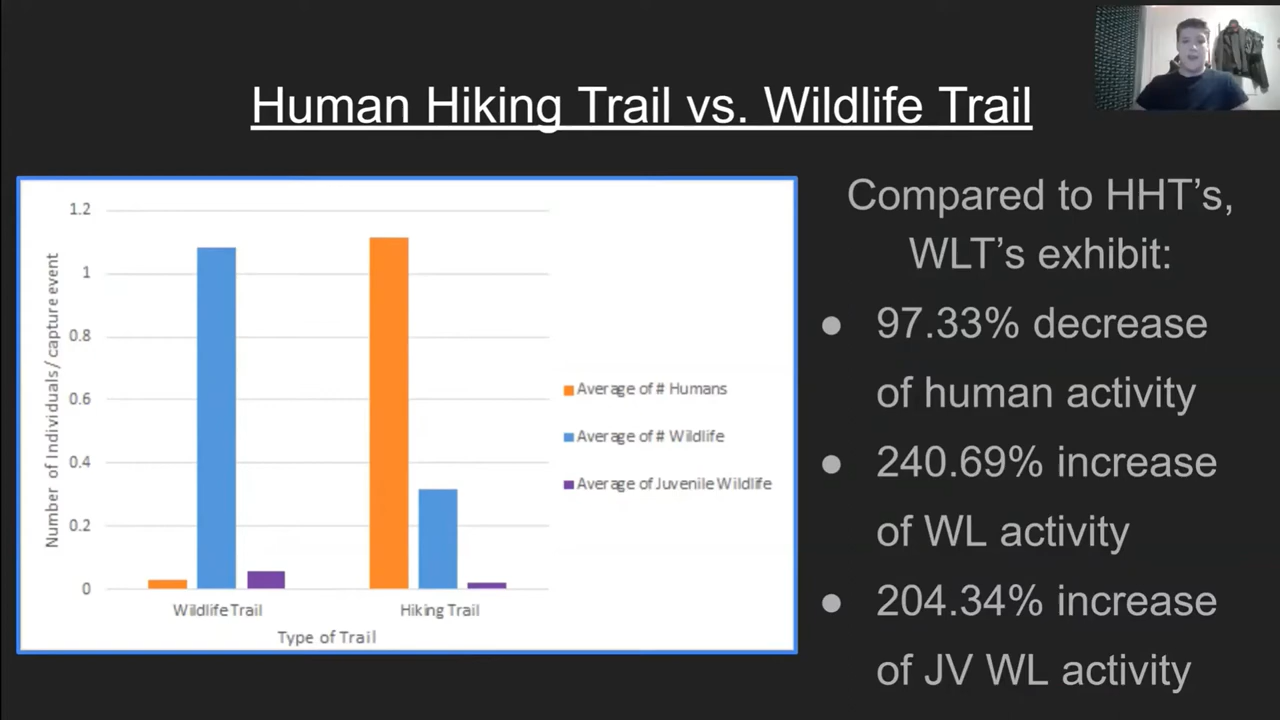 Human Hiking Trail vs. Wildlife Trail
1.2
1
0.8
0.6
0.4
0.2
0
Number of Individuals/capture event
Wildlife Trail
Hiking Trail
Type of Trail
Average of # Humans
Average of # Wildlife
Average of Juvenile Wildlife
Compared to HHT’s,
WLT’s exhibit:
● 97.33% decrease
of human activity
● 240.69% increase
of WL activity
● 204.34% increase
of JV WL activity